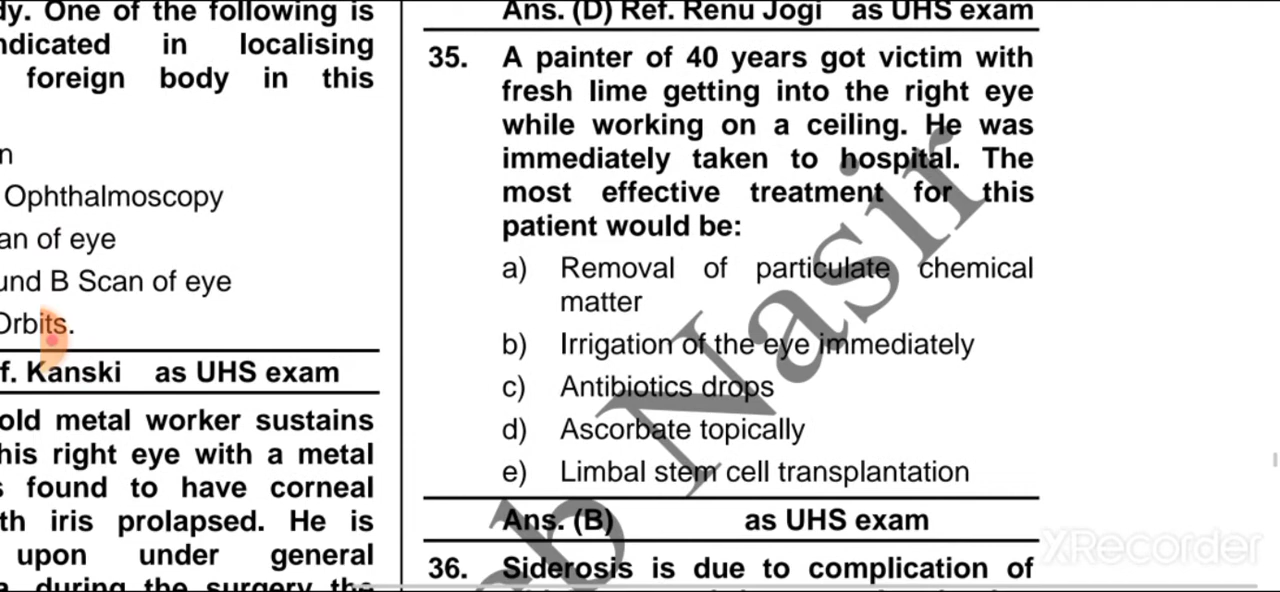 dy. One of the following is
ndicated in localising
foreign body in this
n
Ophthalmoscopy
an of eye
und B Scan of eye
Orbits.
f. Kanski as UHS exam
old metal worker sustains
his right eye with a metal
s found to have corneal
th iris prolapsed. He is
upon under general
a. during the surgery the
Ans. (D) Ref. Renu Jogi as UHS exam
35. A painter of 40 years got victim with
fresh lime getting into the right eye
while working on a ceiling. He was
immediately taken to hospital. The
most effective treatment for this
patient would be:
a) Removal of particulate chemical
matter
b) Irrigation of the eye immediately
c) Antibiotics drops
d) Ascorbate topically
e) Limbal stem cell transplantation
Ans. (B) as UHS exam
36. Siderosis is due to complication of
ab Nasir
XRecorder